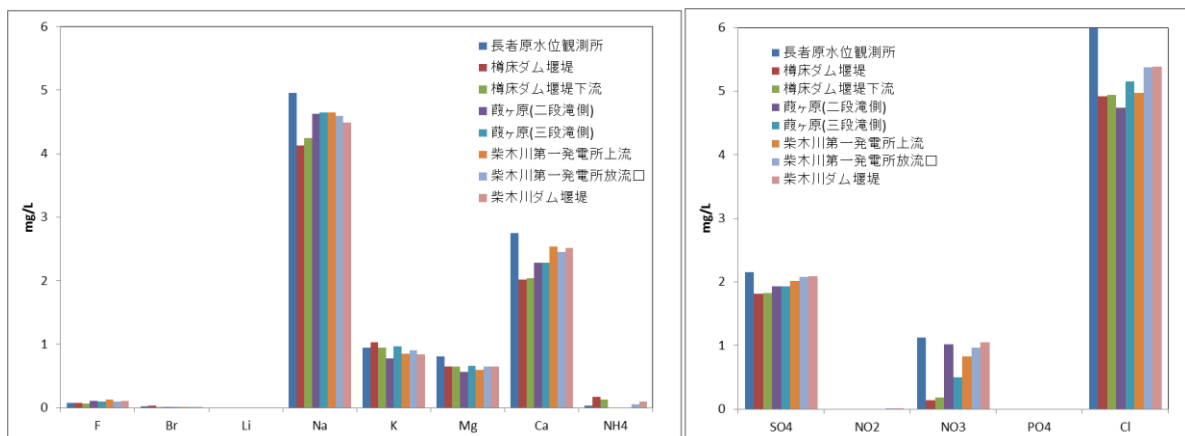 6
5
4
3
2
1
0
mg/L
長者原水位観測所
樽床ダム堰堤
樽床ダム堰堤下流
葭ヶ原(二段滝側)
葭ヶ原(三段滝側)
柴木川第一発電所上流
柴木川第一発電所放流□
柴木川ダム堰堤
F Br Li Na K Mg Ca NH4
6
5
4
3
2
1
0
mg/L
長者原水位観測所
樽床ダム堰堤
樽床ダム堰堤下流
葭ヶ原(二段滝側)
葭ヶ原(三段滝側)
柴木川第一発電所上流
柴木川第一発電所放流□
柴木川ダム堰堤
SO4 NO2 NO3 PO4 Cl